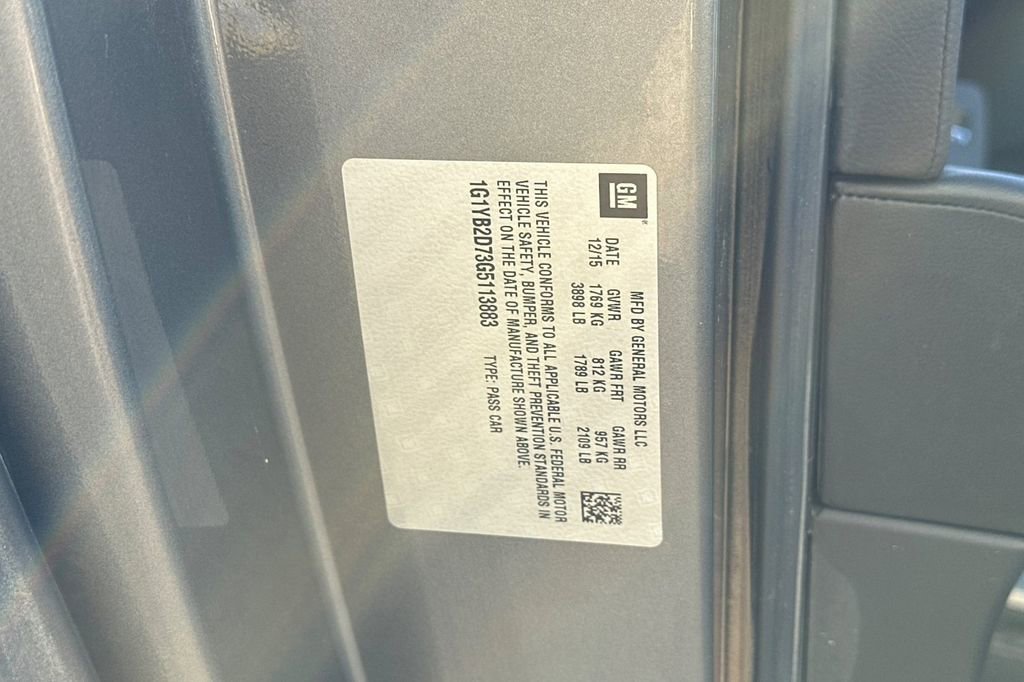 GM
MFD BY GENERAL MOTORS LLC
DATE GVWR GAWR FRT GAWR RR
12/15 1769 KG 812 KG 957 KG
3898 LB 1789 LB 2109 LB
THIS VEHICLE CONFORMS TO ALL APPLICABLE U.S. FEDERAL MOTOR
VEHICLE SAFETY, BUMPER, AND THEFT PREVENTION STANDARDS IN
EFFECT ON THE DATE OF MANUFACTURE SHOWN ABOVE.
1G1YB2D73G5113883 TYPE: PASS CAR